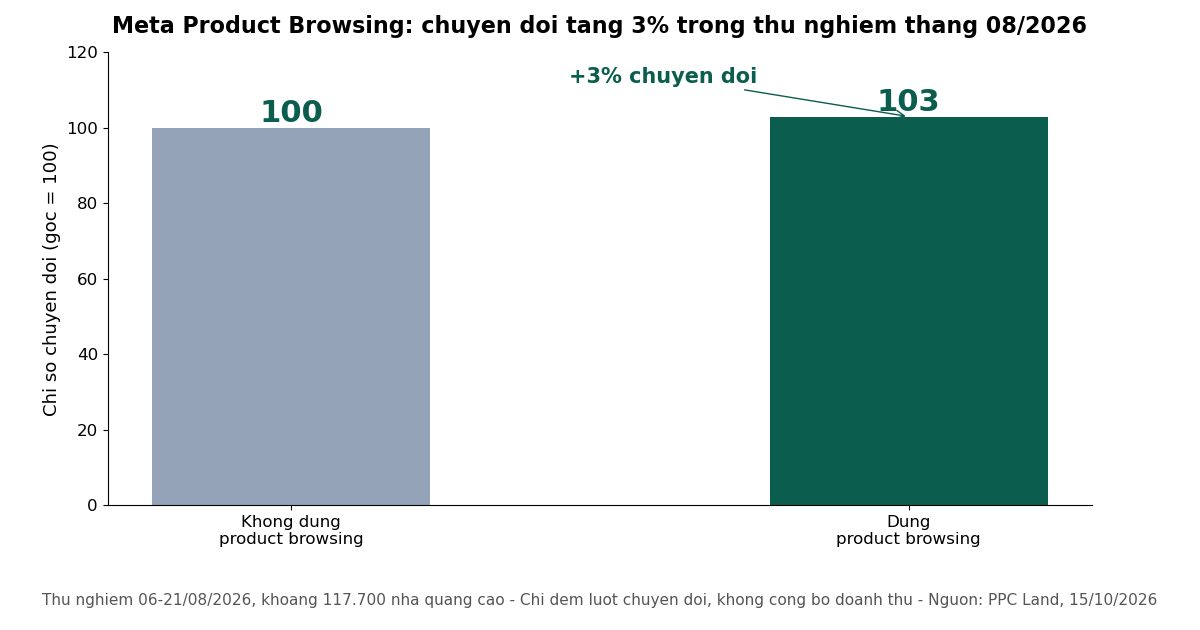 Meta Product Browsing: chuyen doi tang 3% trong thu nghiem thang 08/2026
120
100
80
60
40
20
0
Chi so chuyen doi (goc = 100)
+3% chuyen doi
100
103
Khong dung
product browsing
Dung
product browsing
Thu nghiem 06-21/08/2026, khoang 117.700 nha quang cao - Chi dem luot chuyen doi, khong cong bo doanh thu - Nguon: PPC Land, 15/10/2026